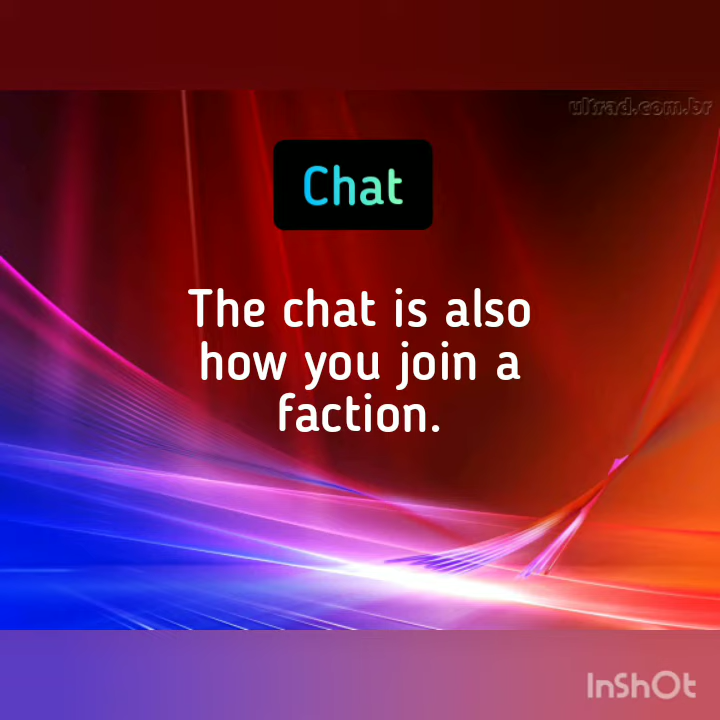 ultrad.com.br
Chat
The chat is also
how you join a
faction.
InShOt